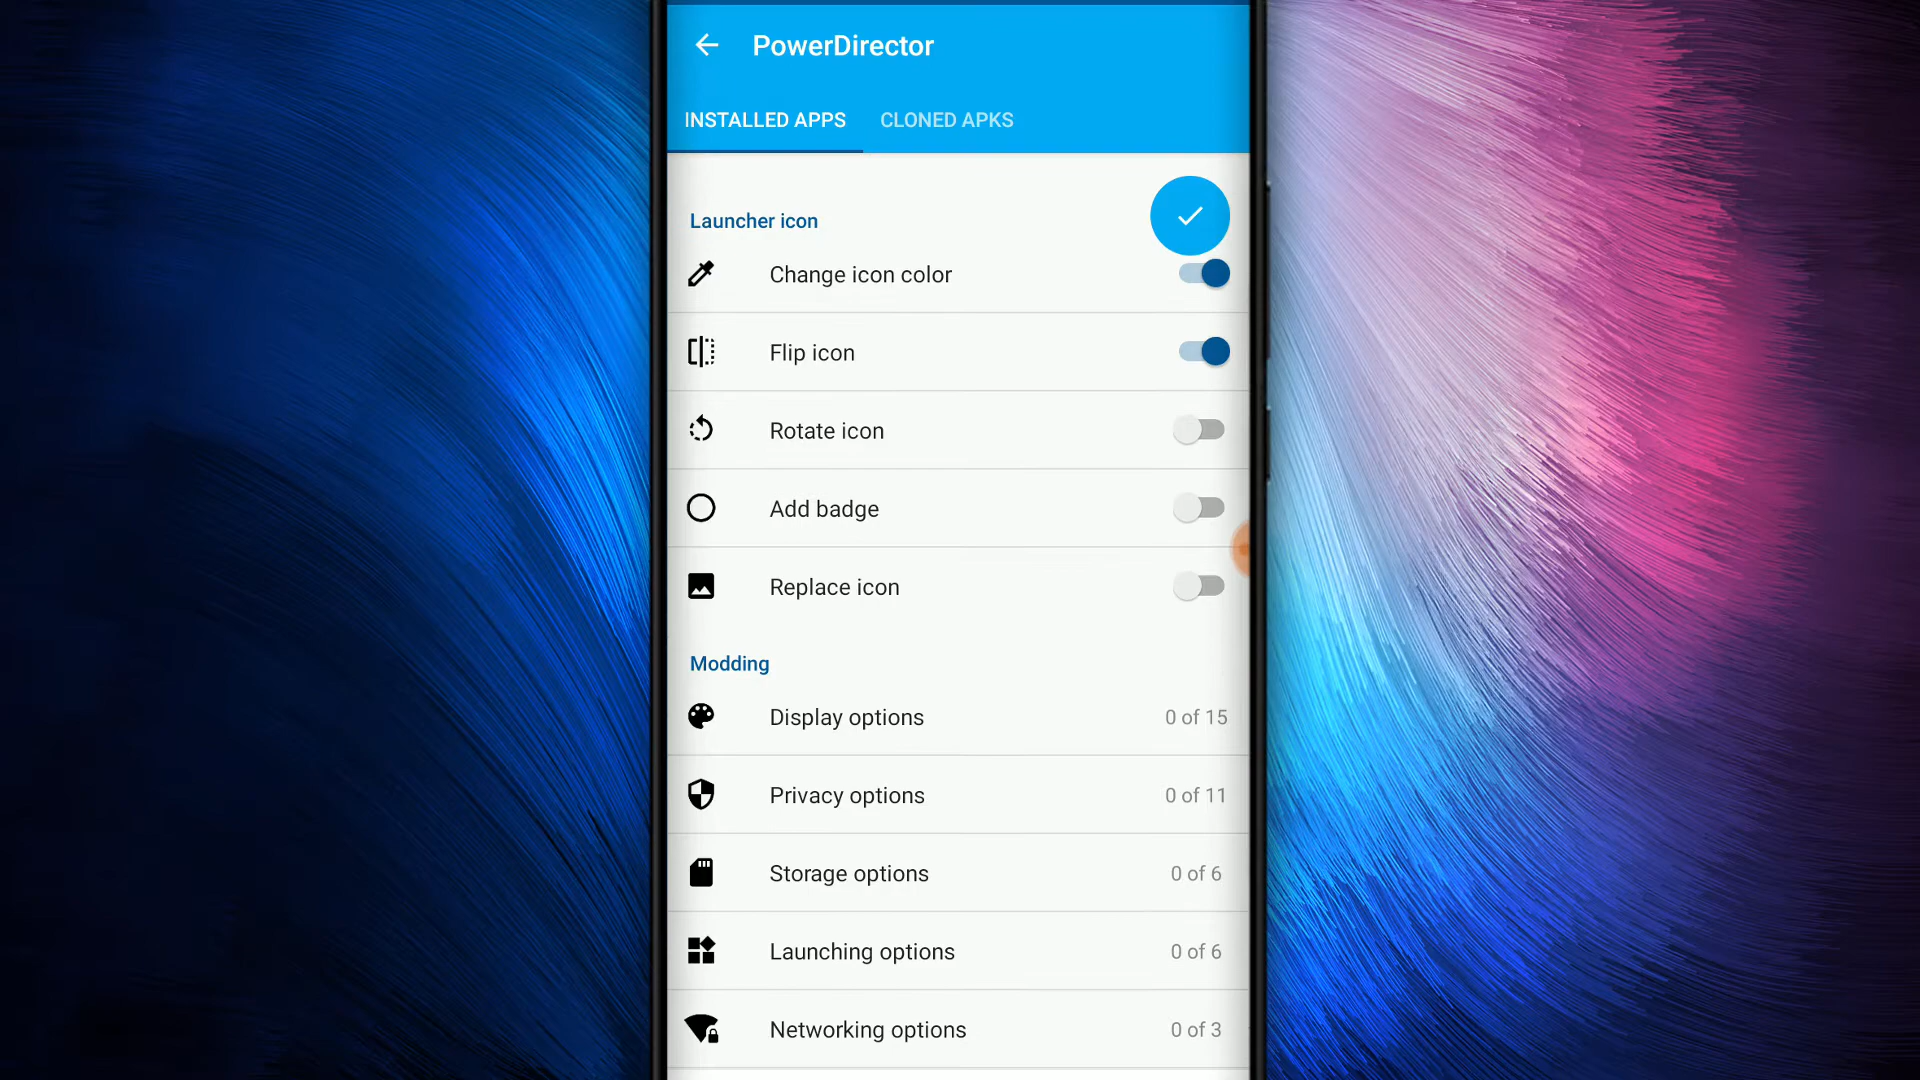 PowerDirector
INSTALLED APPS CLONED APKS
Launcher icon
Change icon color
Flip icon
Rotate icon
Add badge
Replace icon
Modding
Display options 0 of 15
Privacy options 0 of 11
Storage options 0 of 6
Launching options 0 of 6
Networking options 0 of 3